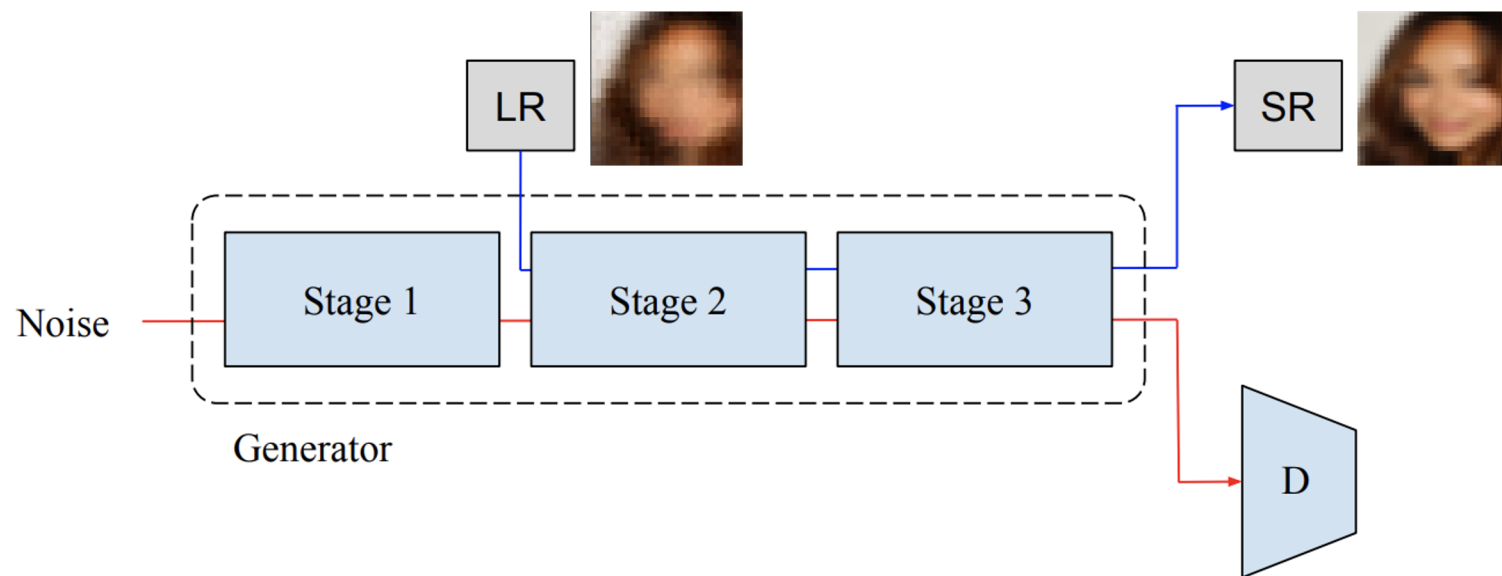 LR
SR
Stage 1
Stage 2
Stage 3
Noise
Generator
D